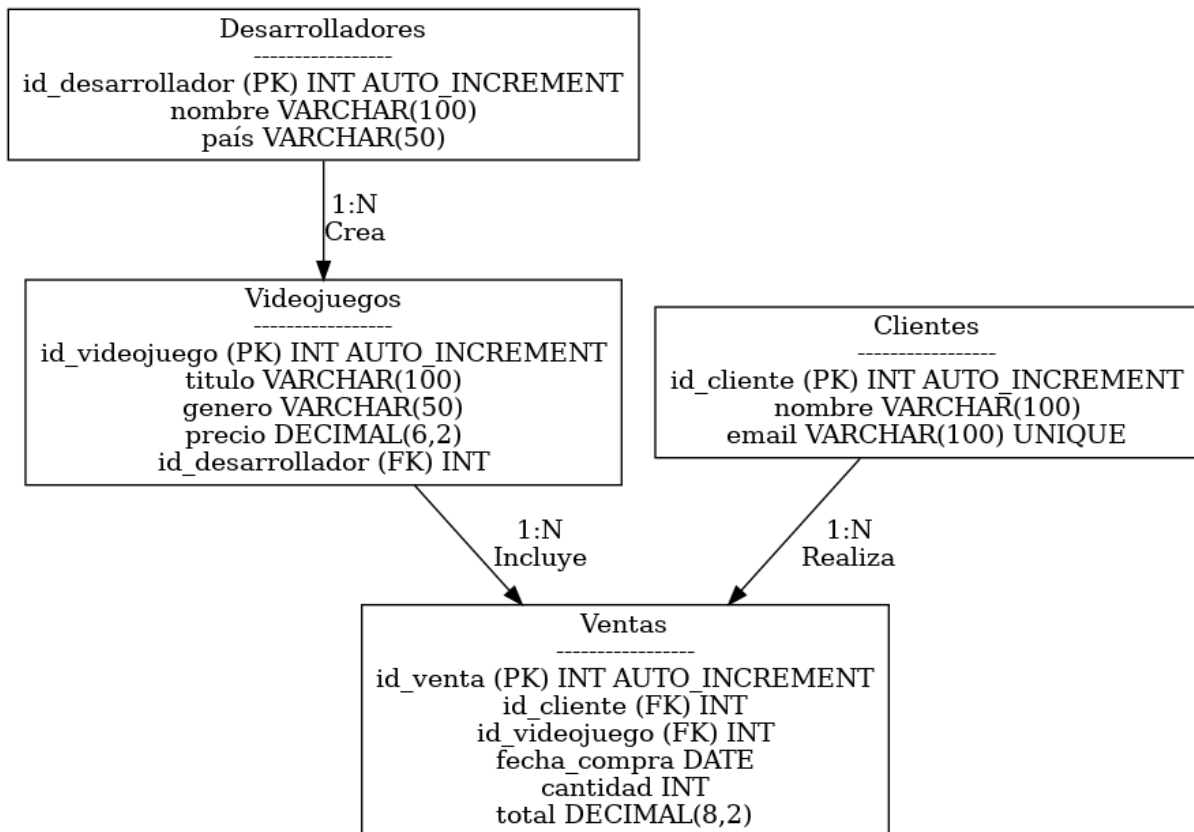 Desarrolladores
-----------------
id_desarrollador (PK) INT AUTO_INCREMENT
nombre VARCHAR(100)
país VARCHAR(50)
1:N
Crea
Videojuegos
-----------------
id_videojuego (PK) INT AUTO_INCREMENT
titulo VARCHAR(100)
genero VARCHAR(50)
precio DECIMAL(6,2)
id_desarrollador (FK) INT
Clientes
-----------------
id_cliente (PK) INT AUTO_INCREMENT
nombre VARCHAR(100)
email VARCHAR(100) UNIQUE
1:N
Incluye
1:N
Realiza
Ventas
-----------------
id_venta (PK) INT AUTO_INCREMENT
id_cliente (FK) INT
id_videojuego (FK) INT
fecha_compra DATE
cantidad INT
total DECIMAL(8,2)